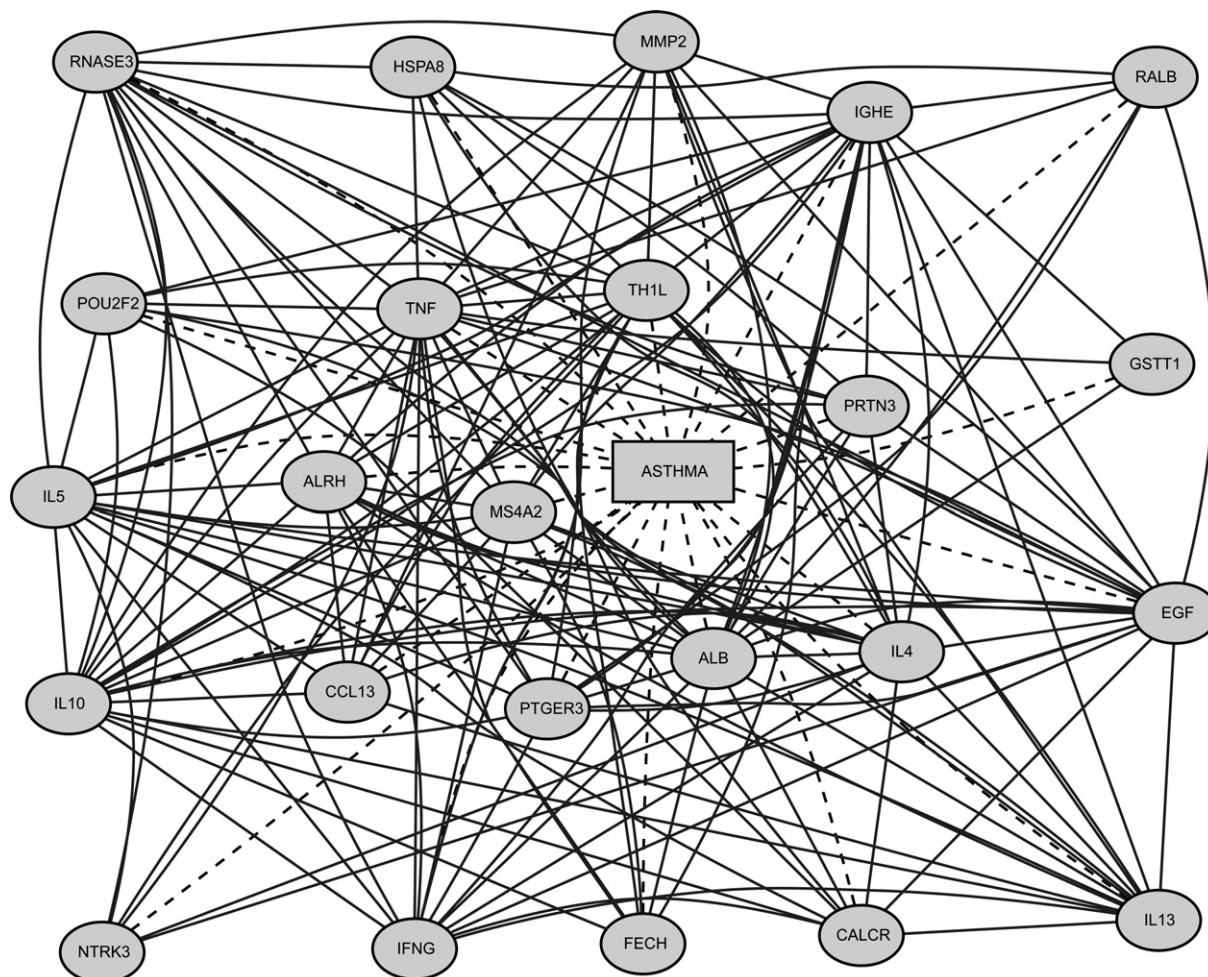 MMP2
RNASE3
HSPA8
RALB
IGHE
TH1L
POU2F2
TNF
GSTT1
PRTN3
ASTHMA
ALRH
IL5
MS4A2
EGF
IL4
ALB
CCL13
IL10
PTGER3
IL13
CALCR
FECH
IFNG
NTRK3